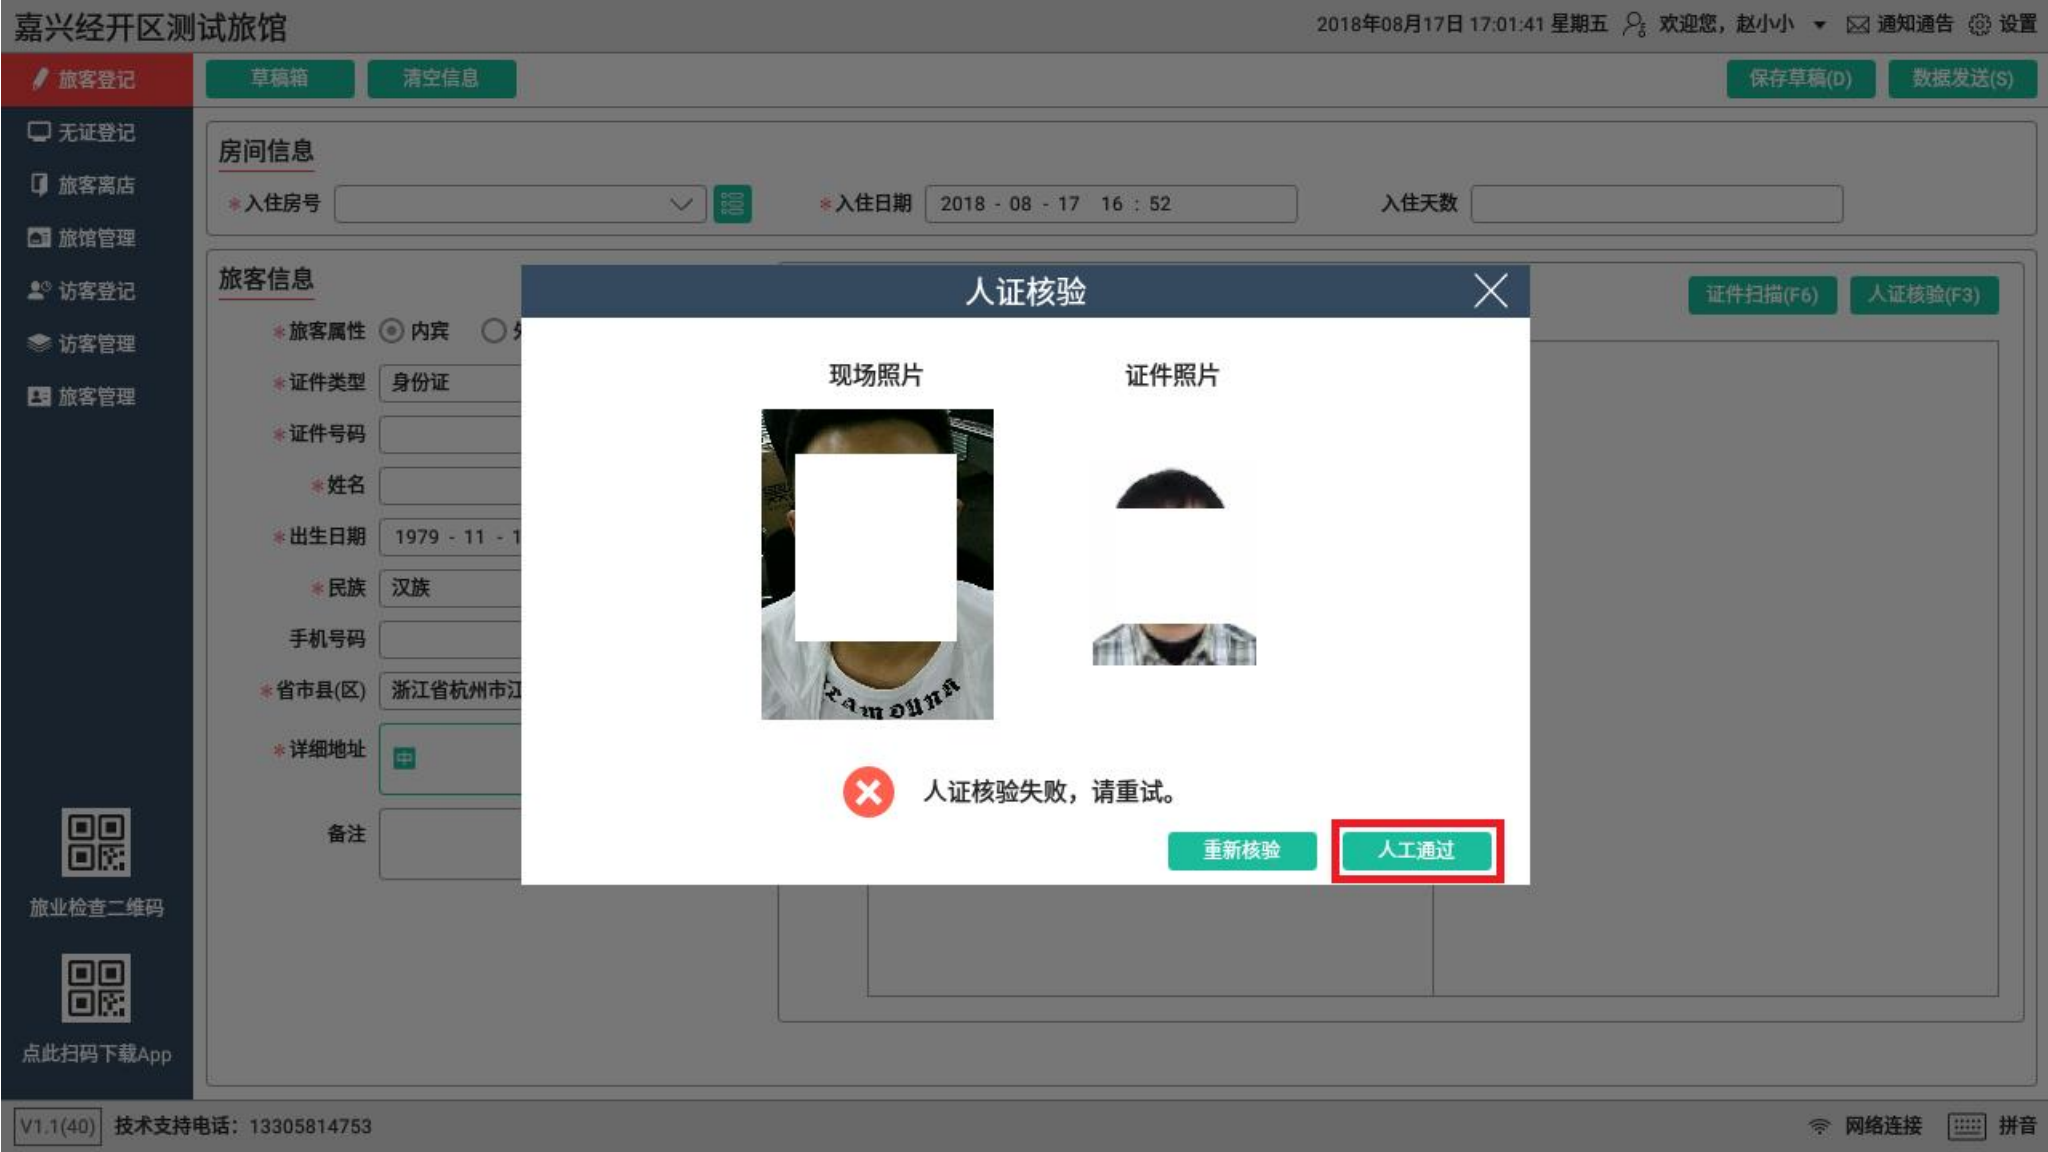 嘉兴经开区测试旅馆
2018年08月17日 17:01:41 星期五 欢迎您，赵小小 通知通告 设置
旅客登记
草稿箱 清空信息 保存草稿(D) 数据发送(S)
无证登记
旅客离店
旅馆管理
访客登记
访客管理
旅客管理
房间信息
*入住房号 *入住日期 2018 - 08 - 17 16 : 52 入住天数
旅客信息
证件扫描(F6) 人证核验(F3)
*旅客属性 内宾
*证件类型 身份证
*证件号码
*姓名
*出生日期 1979 - 11 - 1
*民族 汉族
手机号码
*省市县(区) 浙江省杭州市江
*详细地址 中
备注
人证核验
现场照片 证件照片
人证核验失败，请重试。
重新核验 人工通过
旅业检查二维码
点此扫码下载App
V1.1(40) 技术支持电话：13305814753
网络连接 拼音